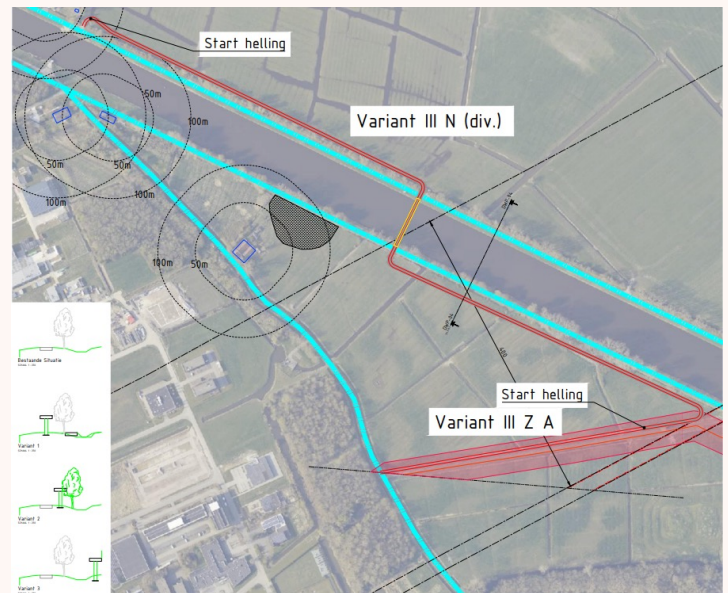 Start helling
50m
100m
Variant III N (div.)
50m
50m
100m
100m
100m
50m
Start helling
Variant III Z A
Bestaande Situatie
Variant 1
Variant 2
Variant 3